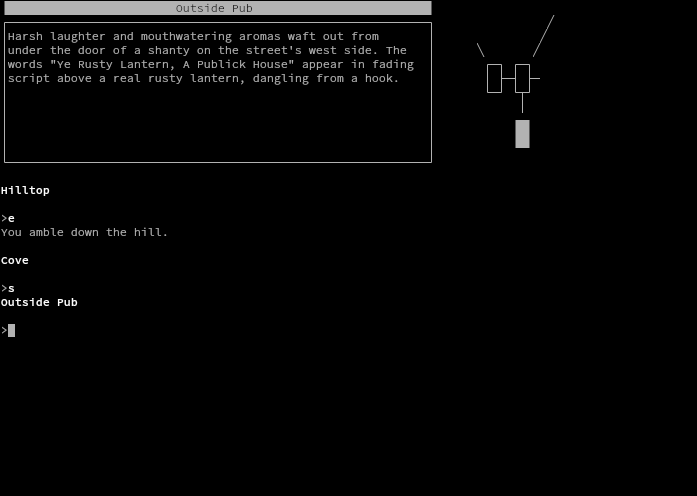 Outside Pub
Harsh laughter and mouthwatering aromas waft out from
under the door of a shanty on the street's west side. The
words "Ye Rusty Lantern, A Publick House" appear in fading
script above a real rusty lantern, dangling from a hook.
Hilltop
>e
You amble down the hill.
Cove
>s
Outside Pub
>